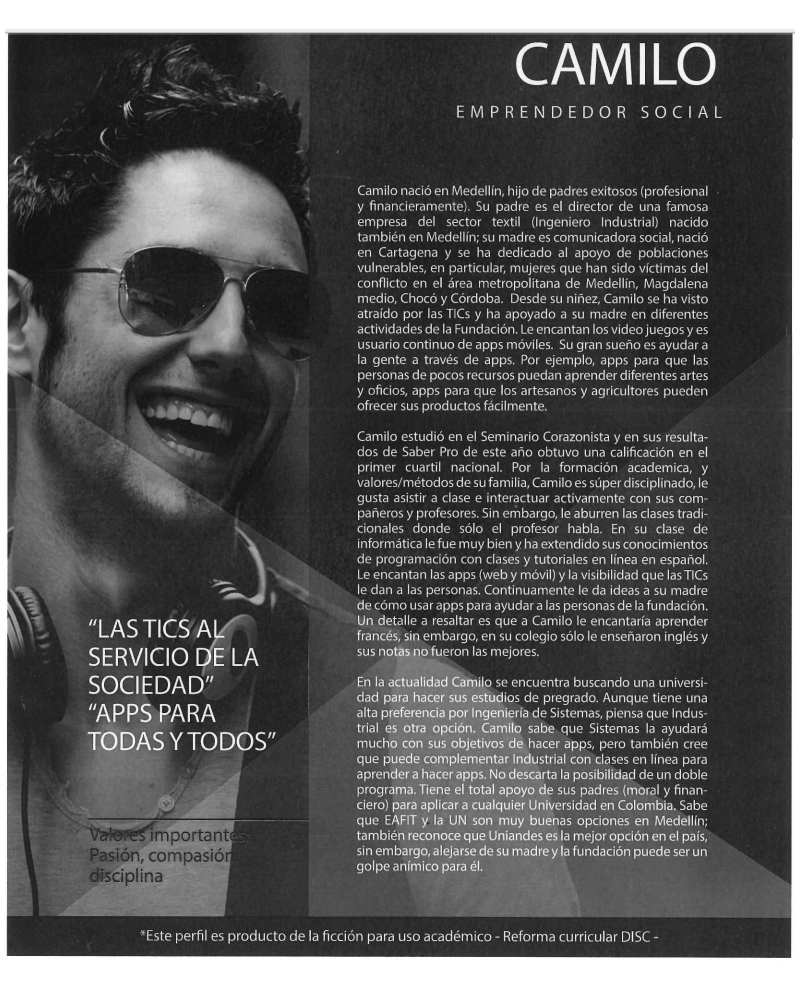 CAMILO
EMPRENDEDOR SOCIAL
Camilo nació en Medellín, hijo de padres exitosos (profesional
y financieramente). Su padre es el director de una famosa
empresa del sector textil (Ingeniero Industrial) nacido
también en Medellín; su madre es comunicadora social, nació
en Cartagena y se ha dedicado al apoyo de poblaciones
vulnerables, en particular, mujeres que han sido víctimas del
conflicto en el área metropolitana de Medellín, Magdalena
medio, Chocó y Córdoba. Desde su niñez, Camilo se ha visto
atraído por las TICs y ha apoyado a su madre en diferentes
actividades de la Fundación. Le encantan los video juegos y es
usuario continuo de apps móviles. Su gran sueño es ayudar a
la gente a través de apps. Por ejemplo, apps para que las
personas de pocos recursos puedan aprender diferentes artes
y oficios, apps para que los artesanos y agricultores pueden
ofrecer sus productos fácilmente.
Camilo estudió en el Seminario Corazonista y en sus resulta-
dos de Saber Pro de este año obtuvo una calificación en el
primer cuartil nacional. Por la formación academica, y
valores/métodos de su familia, Camilo es súper disciplinado, le
gusta asistir a clase e interactuar activamente con sus com-
pañeros y profesores. Sin embargo, le aburren las clases tradi-
cionales donde sólo el profesor habla. En su clase de
informática le fue muy bien y ha extendido sus conocimientos
de programación con clases y tutoriales en línea en español.
Le encantan las apps (web y móvil) y la visibilidad que las TICs
le dan a las personas. Continuamente le da ideas a su madre
de cómo usar apps para ayudar a las personas de la fundación.
Un detalle a resaltar es que a Camilo le encantaría aprender
francés, sin embargo, en su colegio sólo le enseñaron inglés y
sus notas no fueron las mejores.
En la actualidad Camilo se encuentra buscando una universi-
dad para hacer sus estudios de pregrado. Aunque tiene una
alta preferencia por Ingeniería de Sistemas, piensa que Indus-
trial es otra opción. Camilo sabe que Sistemas la ayudará
mucho con sus objetivos de hacer apps, pero también cree
que puede complementar Industrial con clases en línea para
aprender a hacer apps. No descarta la posibilidad de un doble
programa. Tiene el total apoyo de sus padres (moral y finan-
ciero) para aplicar a cualquier Universidad en Colombia. Sabe
que EAFIT y la UN son muy buenas opciones en Medellín;
también reconoce que Uniandes es la mejor opción en el país,
sin embargo, alejarse de su madre y la fundación puede ser un
golpe anímico para él.
“LAS TICS AL
SERVICIO DE LA
SOCIEDAD”
“APPS PARA
TODAS Y TODOS”
Valores importantes:
Pasión, compasión
disciplina
*Este perfil es producto de la ficción para uso académico - Reforma curricular DISC -